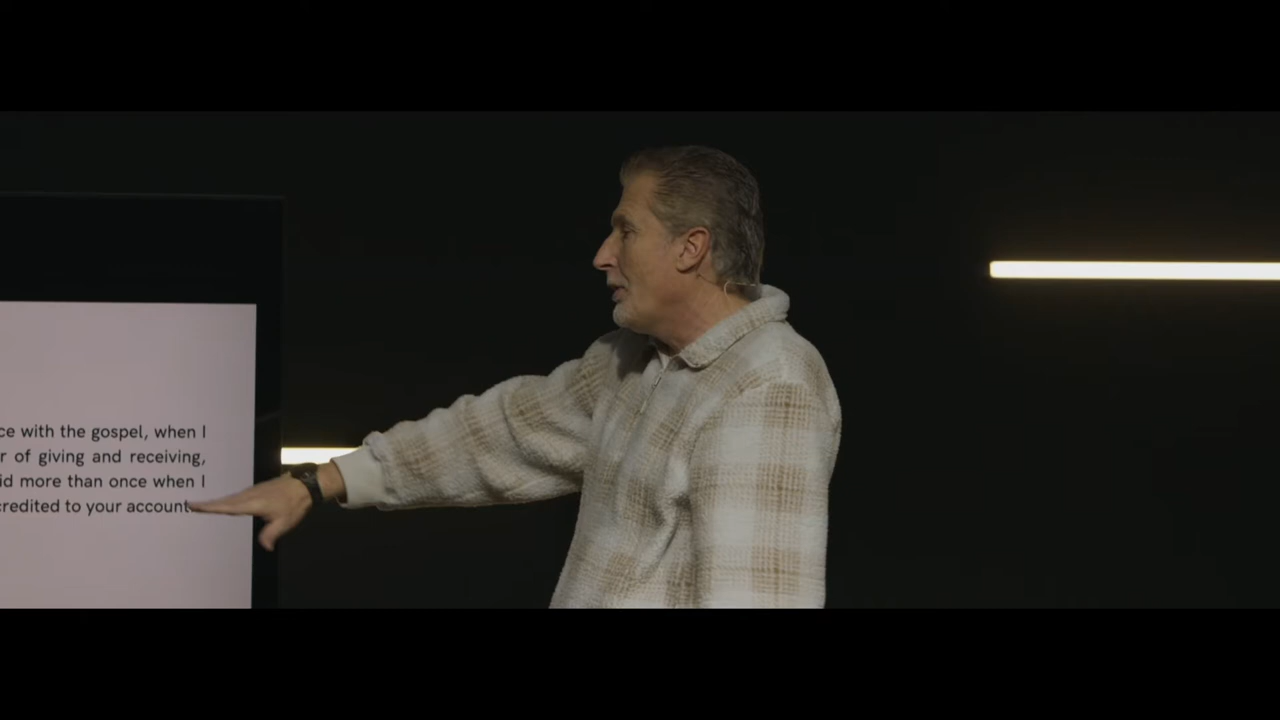 ce with the gospel, when I
r of giving and receiving,
id more than once when I
credited to your account